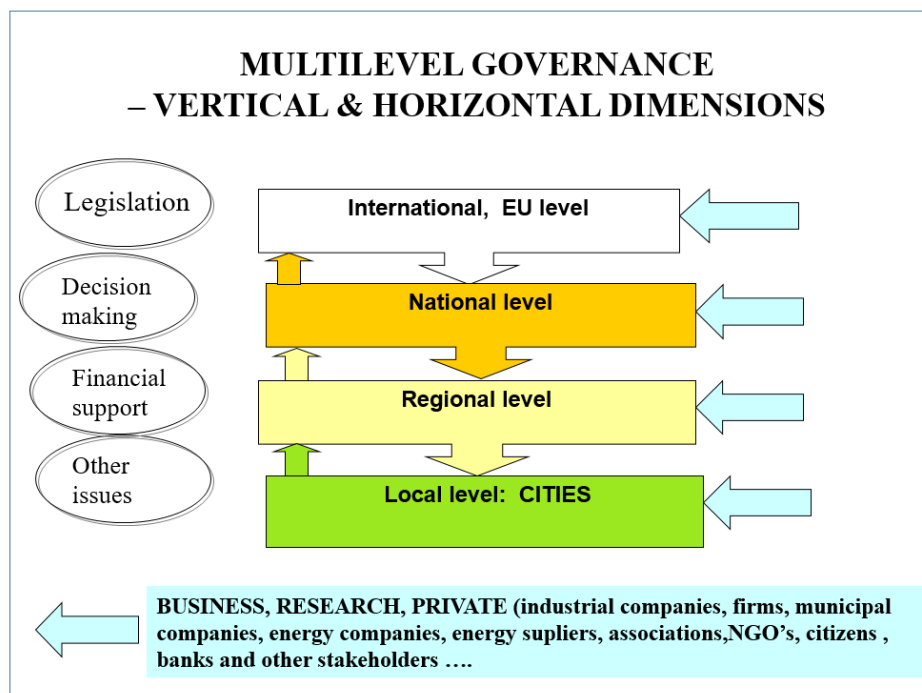 MULTILEVEL GOVERNANCE
– VERTICAL & HORIZONTAL DIMENSIONS
Legislation
International, EU level
Decision
making
National level
Financial
support
Regional level
Other
issues
Local level: CITIES
BUSINESS, RESEARCH, PRIVATE (industrial companies, firms, municipal
companies, energy companies, energy supliers, associations,NGO’s, citizens ,
banks and other stakeholders ….